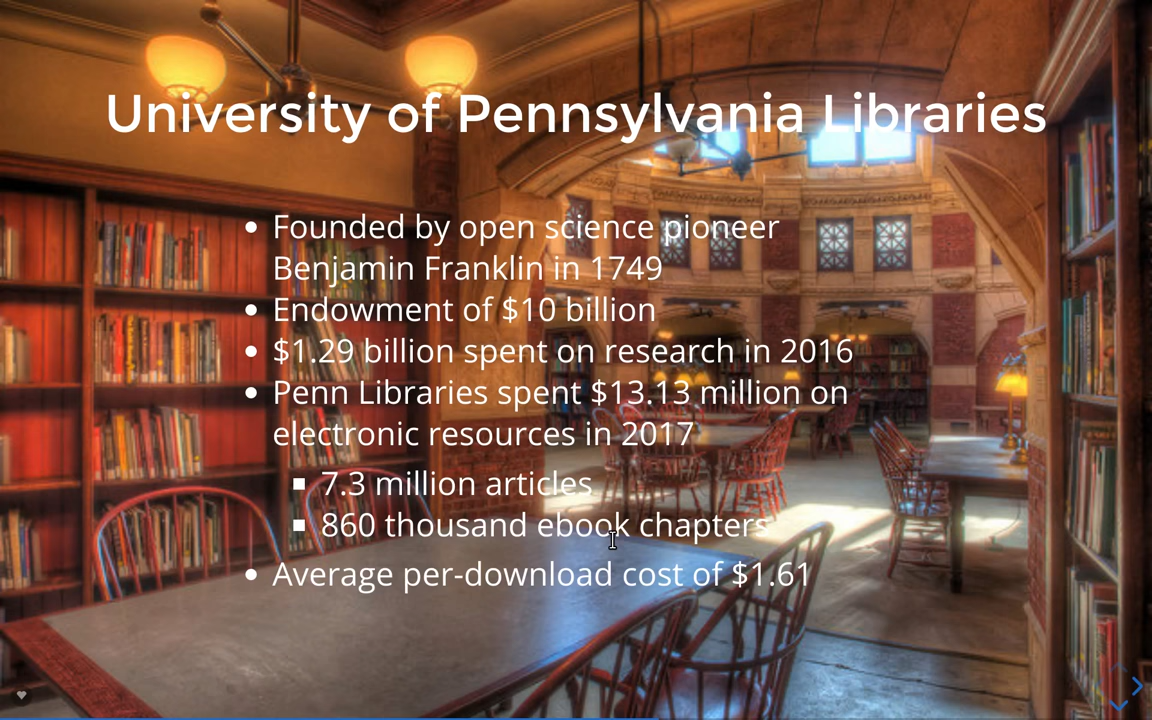 University of Pennsylvania Libraries
Founded by open science pioneer
Benjamin Franklin in 1749
Endowment of $10 billion
$1.29 billion spent on research in 2016
Penn Libraries spent $13.13 million on
electronic resources in 2017
7.3 million articles
860 thousand ebook chapters
Average per-download cost of $1.61